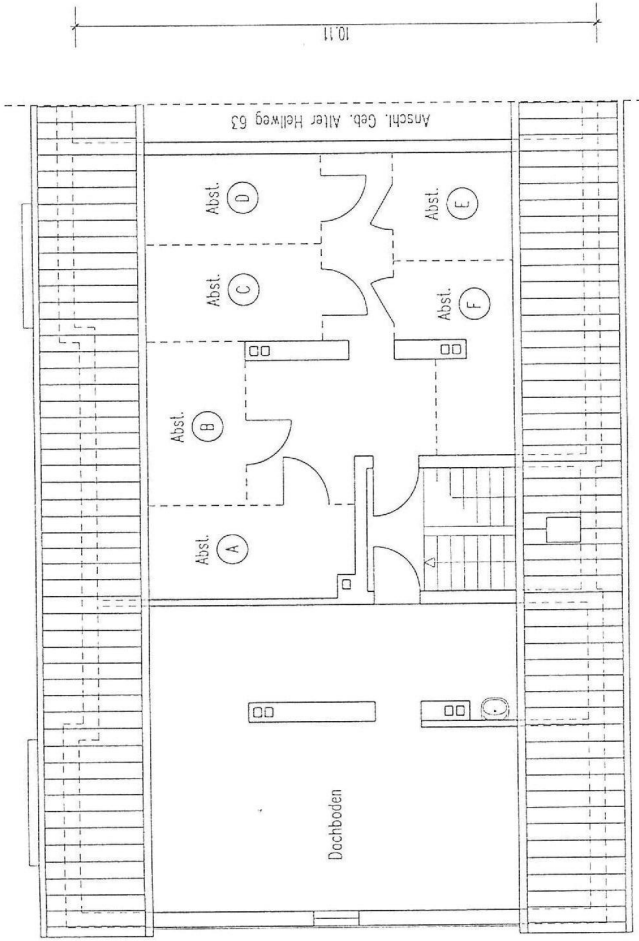 10.11
Anschl. Geb. Alter Hellweg 63
Abst.
D
Abst.
E
Abst.
C
Abst.
F
Abst.
B
Abst.
A
Dachboden